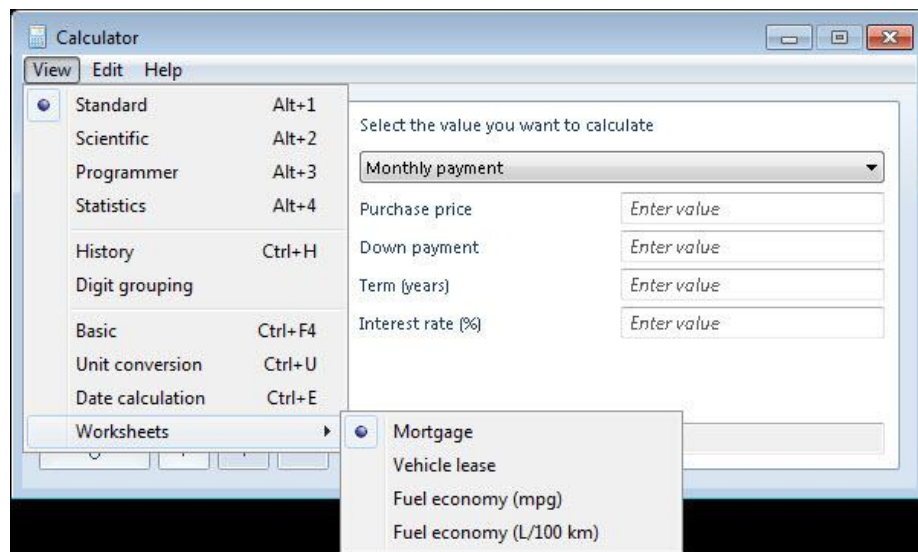 Calculator
View Edit Help
Standard Alt+1
Scientific Alt+2
Programmer Alt+3
Statistics Alt+4
History Ctrl+H
Digit grouping
Basic Ctrl+F4
Unit conversion Ctrl+U
Date calculation Ctrl+E
Worksheets
Select the value you want to calculate
Monthly payment
Purchase price Enter value
Down payment Enter value
Term (years) Enter value
Interest rate (%) Enter value
Mortgage
Vehicle lease
Fuel economy (mpg)
Fuel economy (L/100 km)